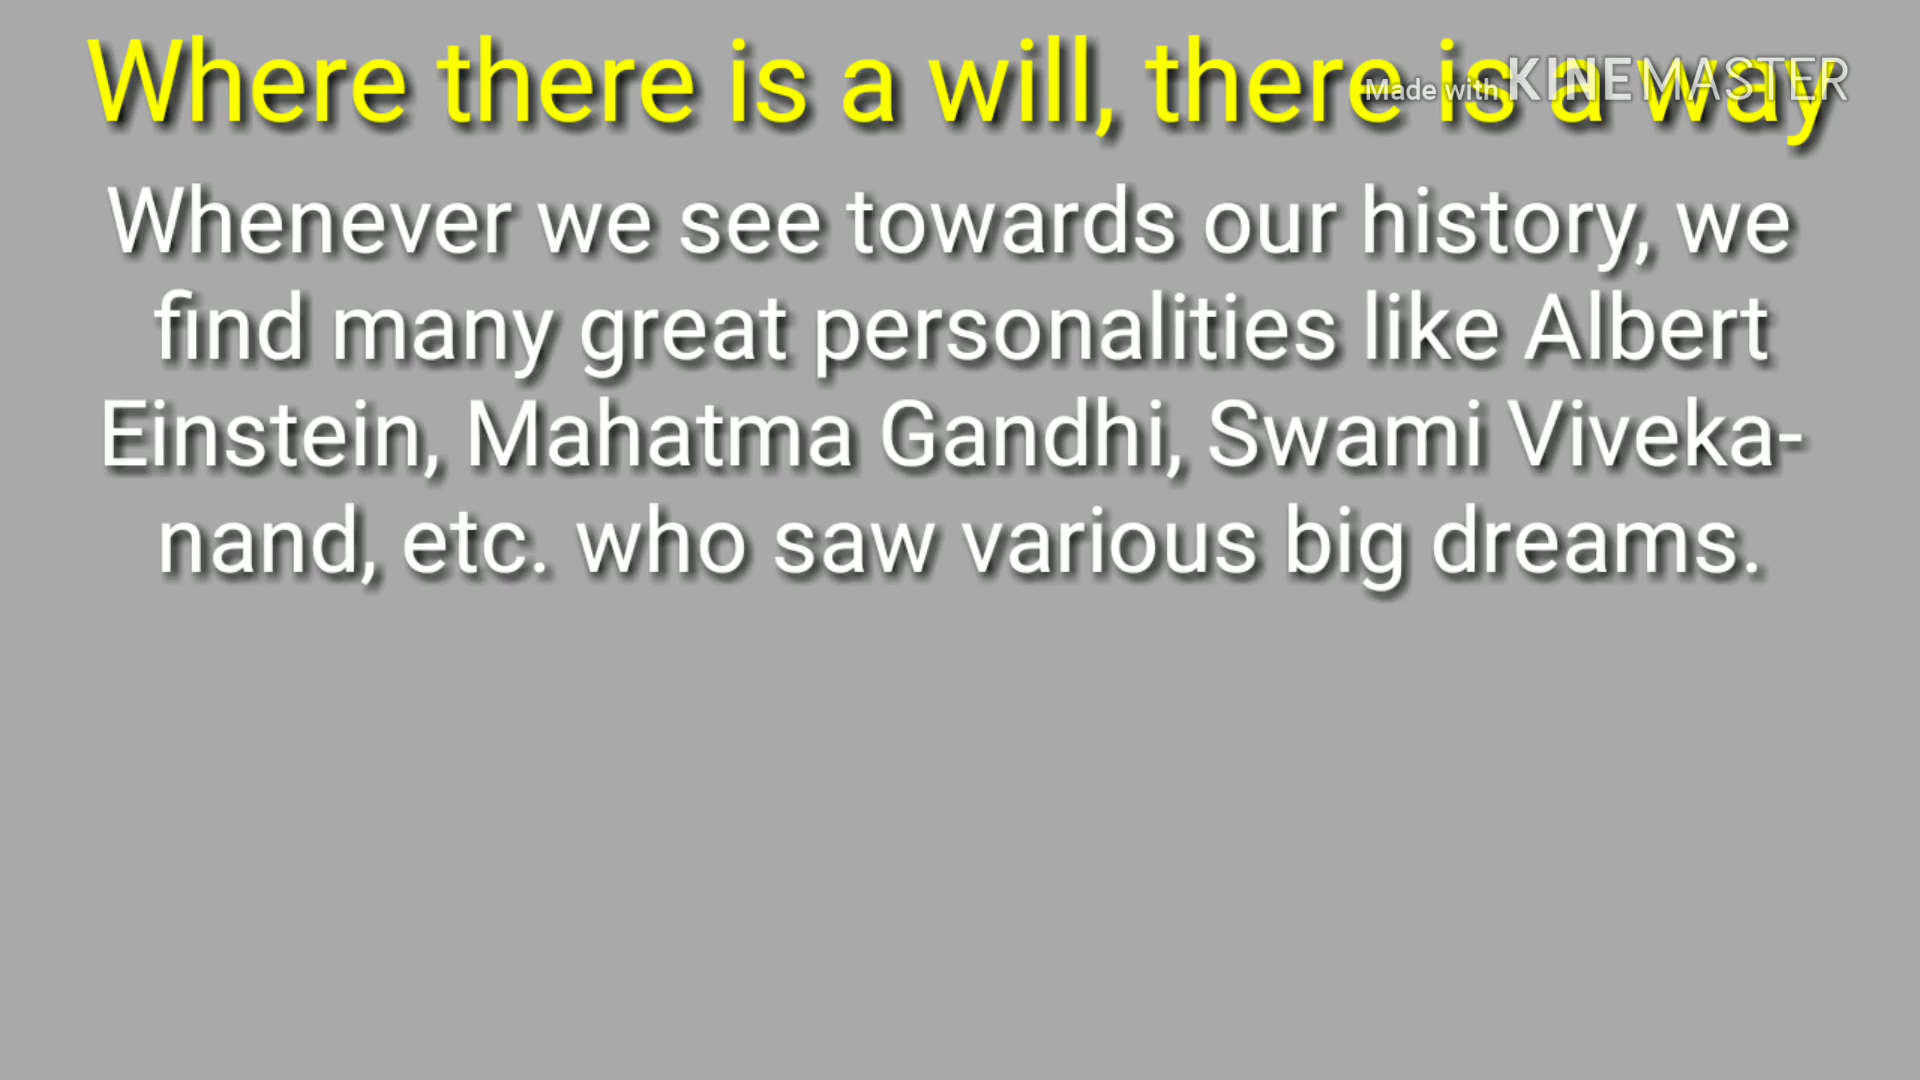 Where there is a will, there is a way
Made with KINEMASTER
Whenever we see towards our history, we
find many great personalities like Albert
Einstein, Mahatma Gandhi, Swami Viveka-
nand, etc. who saw various big dreams.